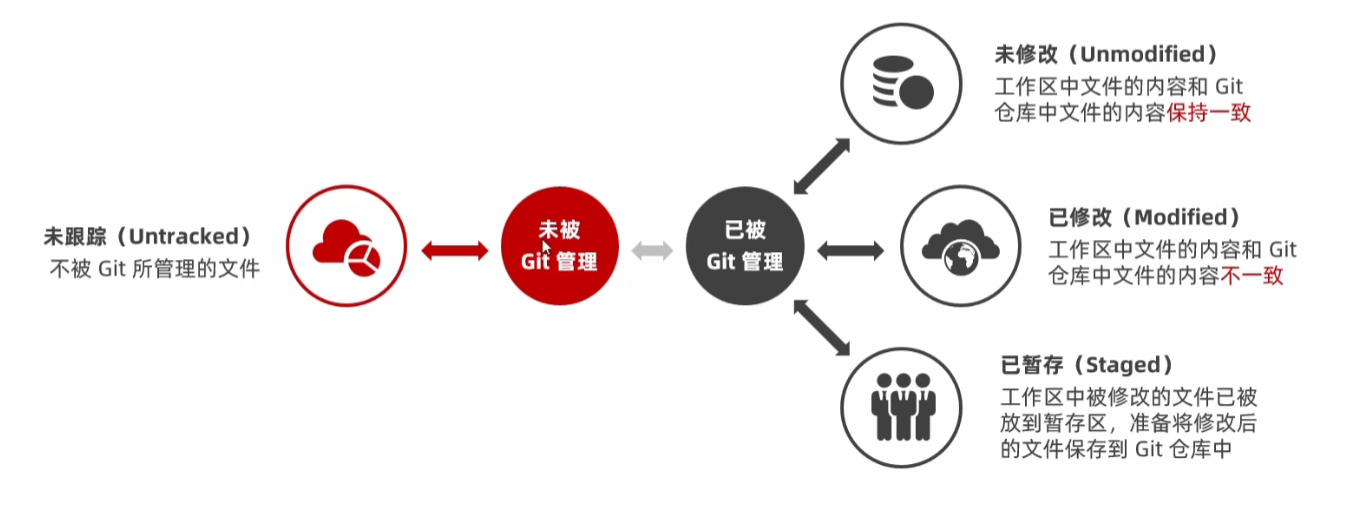 未跟踪（Untracked）
不被 Git 所管理的文件
未被
Git 管理
已被
Git 管理
未修改（Unmodified）
工作区中文件的内容和 Git
仓库中文件的内容保持一致
已修改（Modified）
工作区中文件的内容和 Git
仓库中文件的内容不一致
已暂存（Staged）
工作区中被修改的文件已被
放到暂存区，准备将修改后
的文件保存到 Git 仓库中